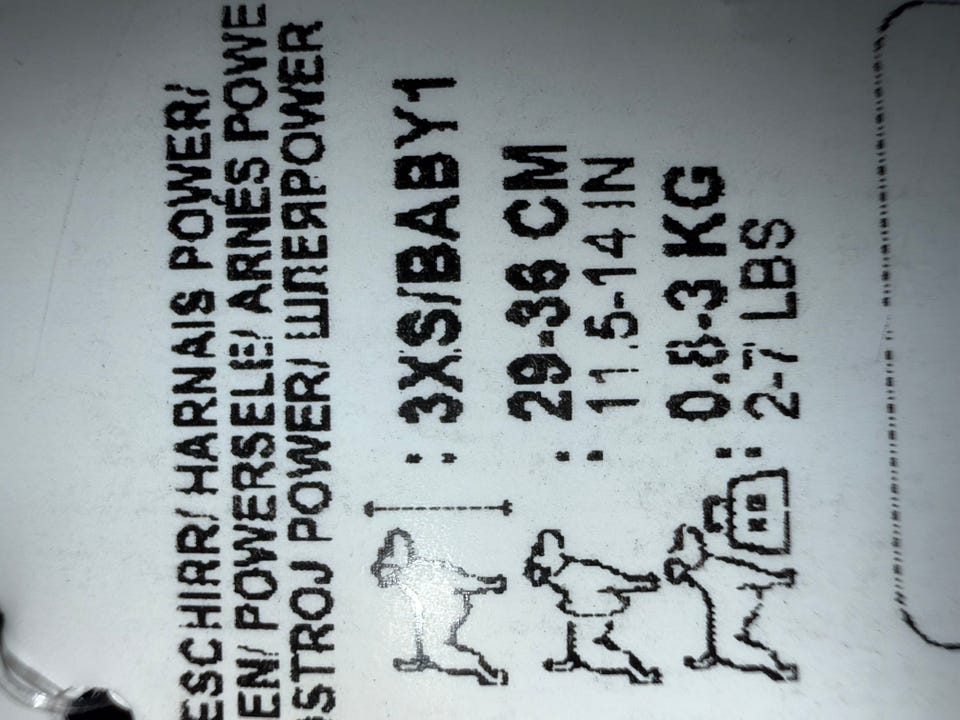 ESCHIRR/ HARNAIS POWER/
EN/ POWERSELE/ ARNÉS POWE
STROJ POWER/ ШЛЕЯPOWER
: 3XS/BABY1
: 29-36 CM
: 11.5-14 IN
: 0.8-3 KG
: 2-7 LBS